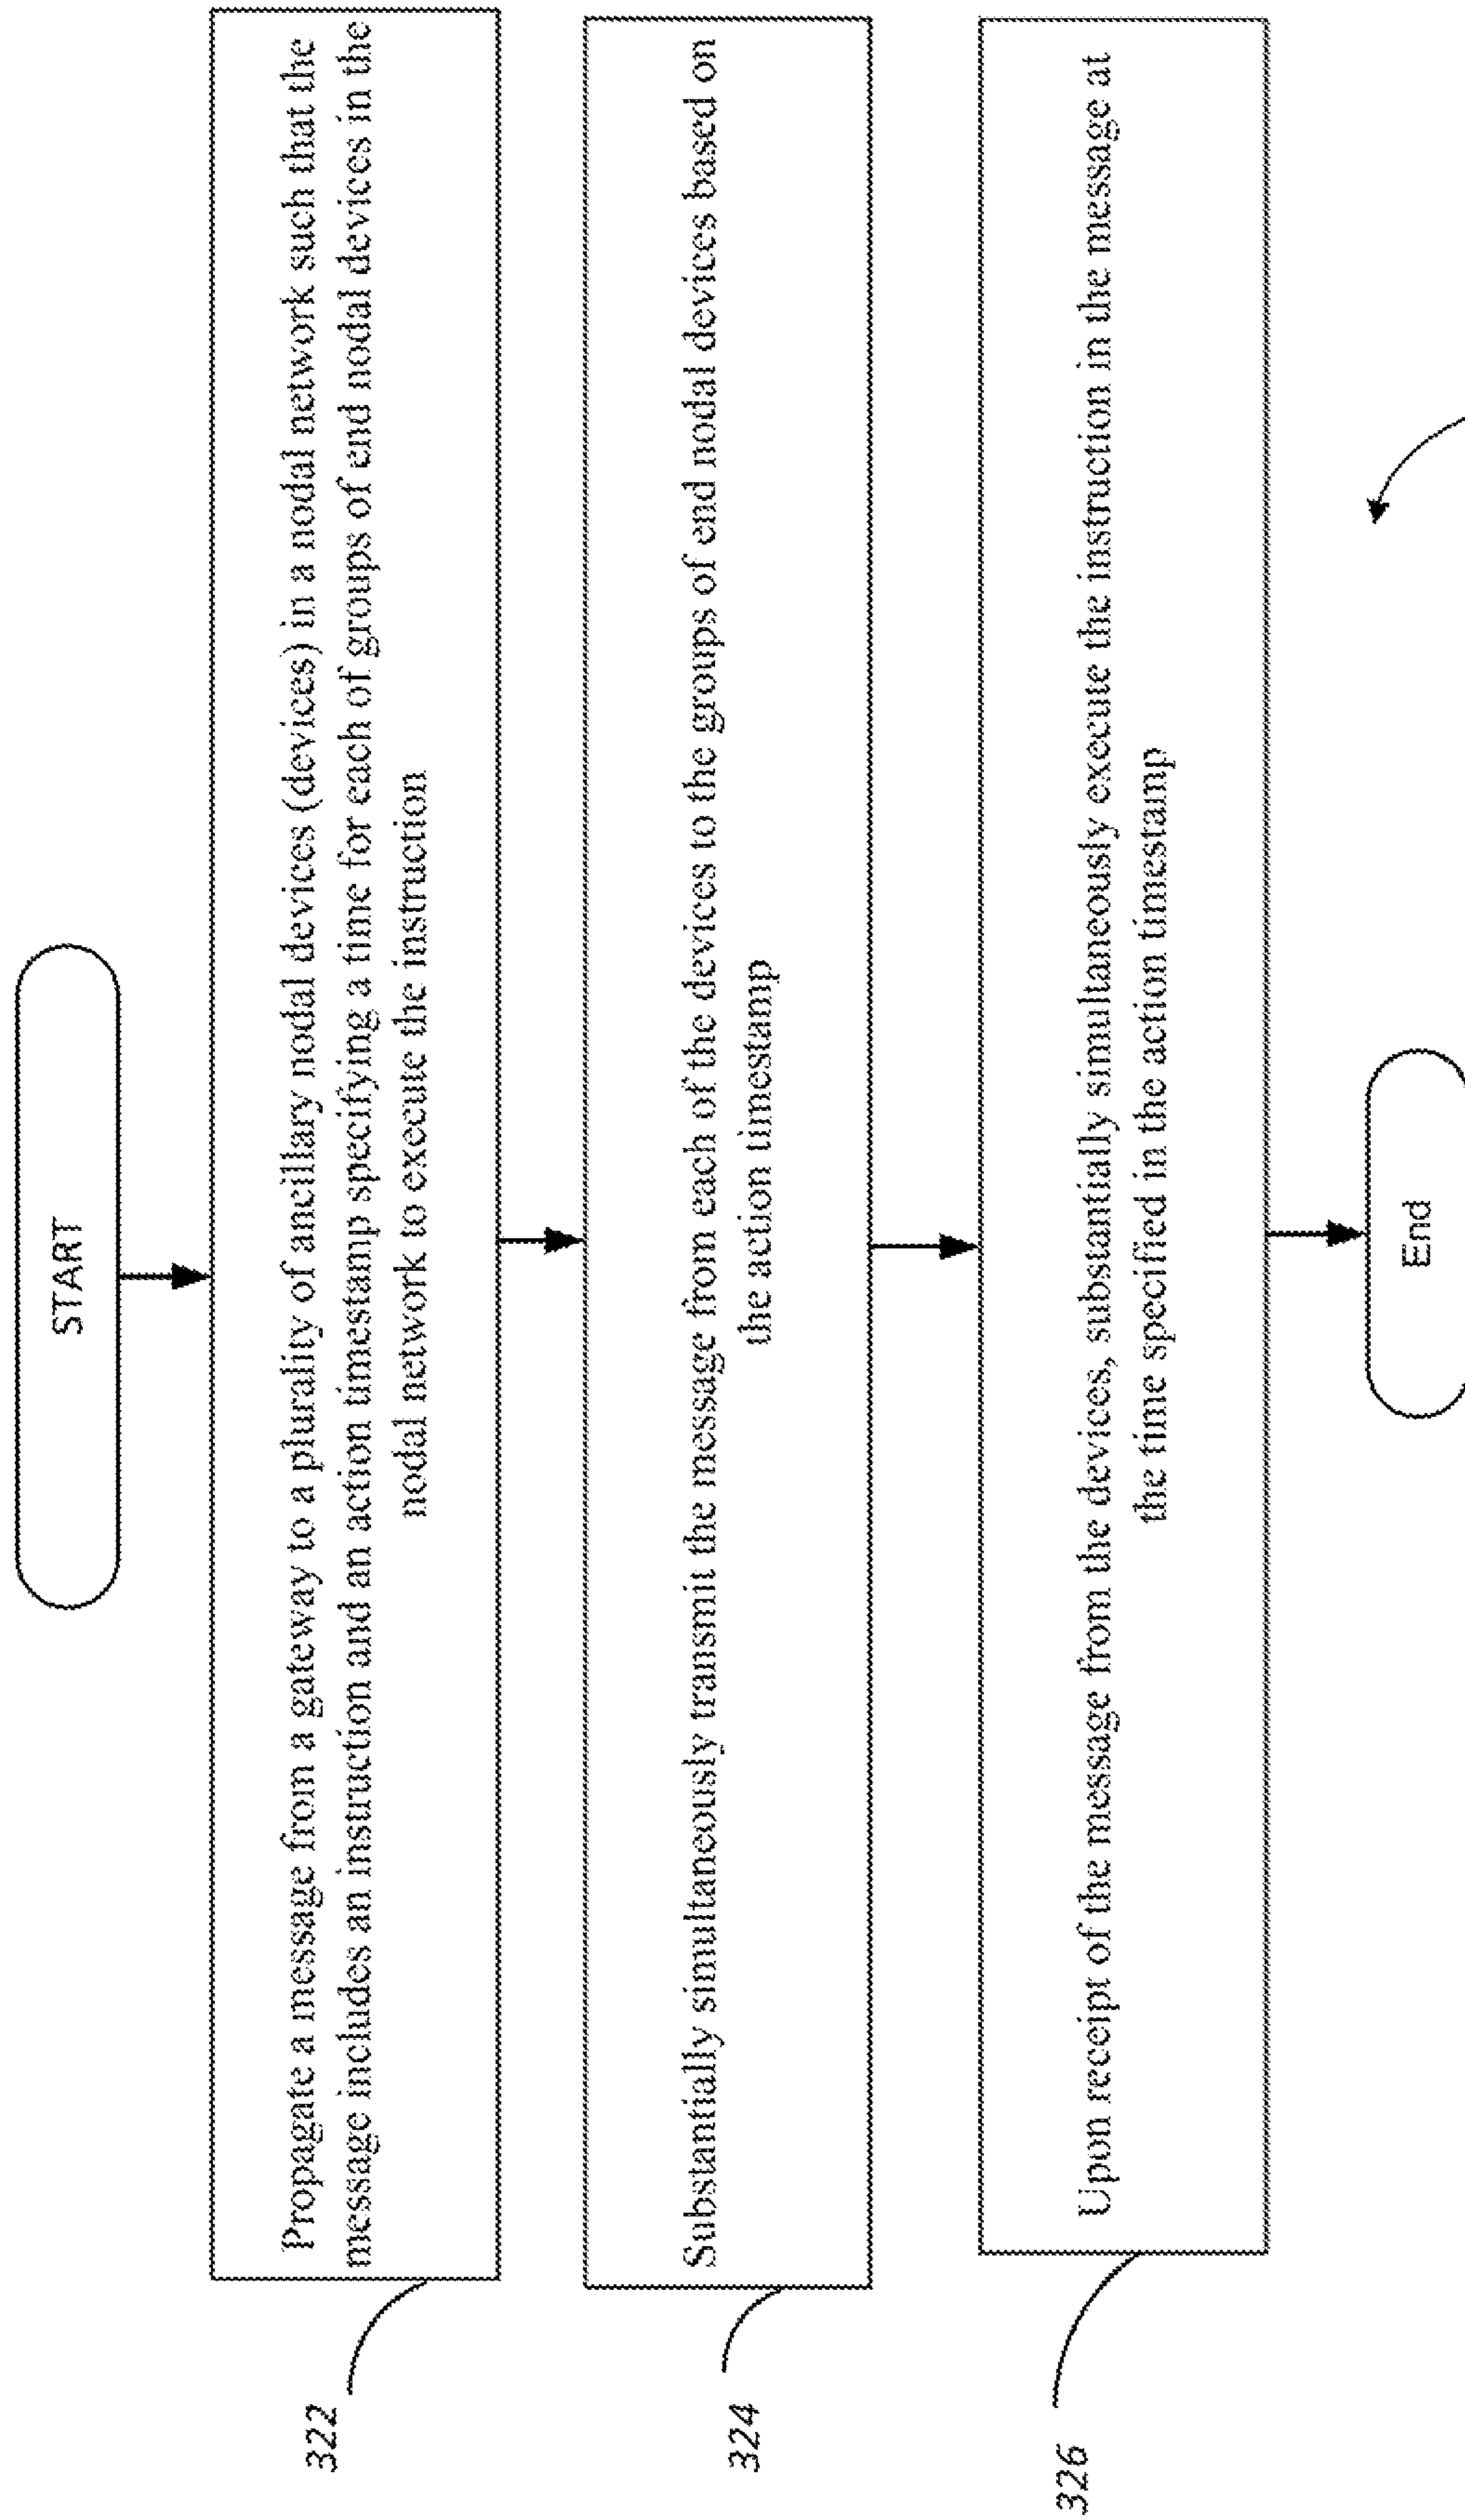 START
Propagate a message from a gateway to a plurality of ancillary nodal devices (devices) in a nodal network such that the
message includes an instruction and an action timestamp specifying a time for each of groups of end nodal devices in the
nodal network to execute the instruction
322
Substantially simultaneously transmit the message from each of the devices to the groups of end nodal devices based on
the action timestamp
324
Upon receipt of the message from the devices, substantially simultaneously execute the instruction in the message at
the time specified in the action timestamp
326
End